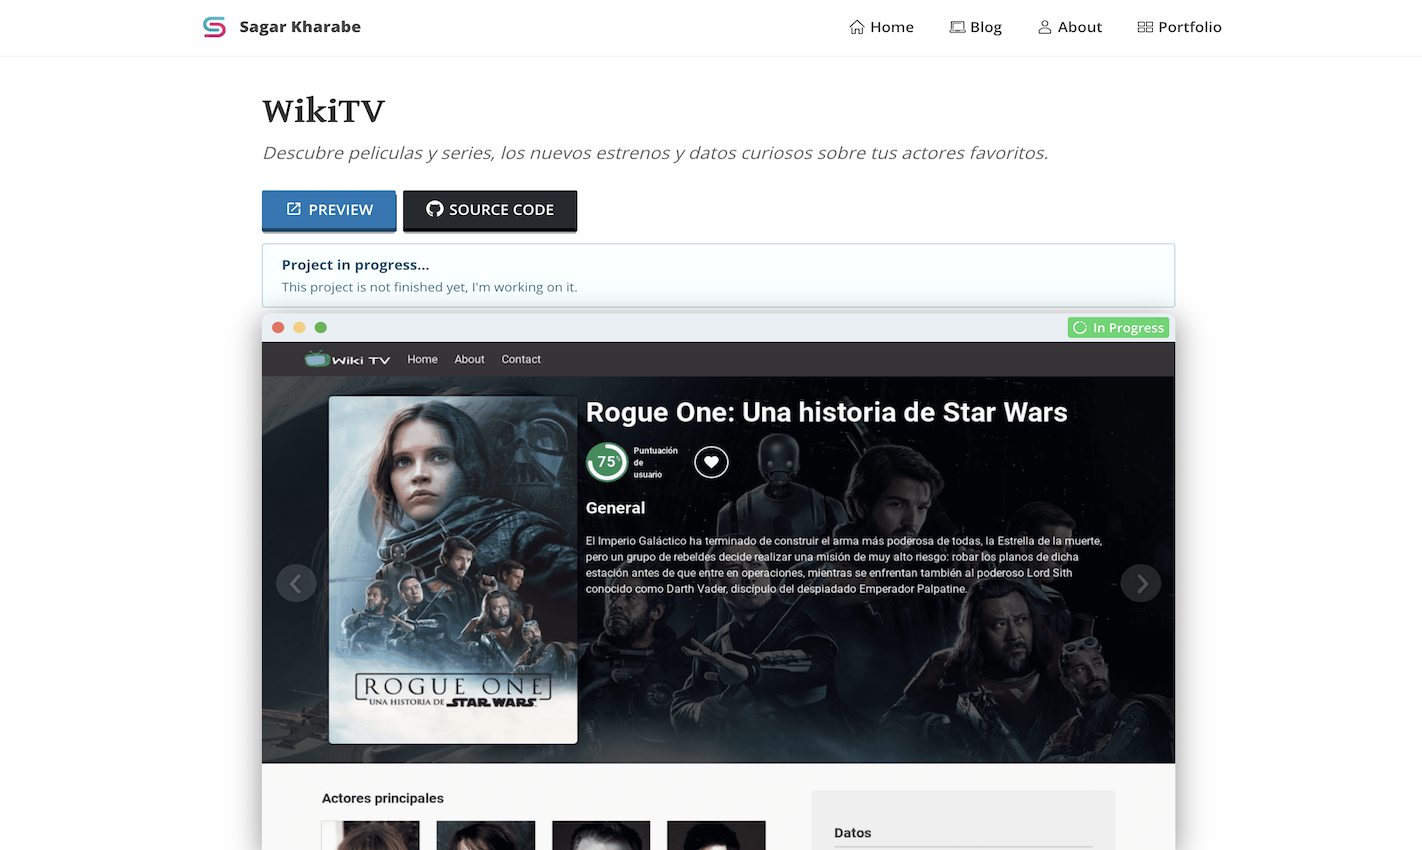 Sagar Kharabe
Home
Blog
About
Portfolio
WikiTV
Descubre peliculas y series, los nuevos estrenos y datos curiosos sobre tus actores favoritos.
PREVIEW
SOURCE CODE
Project in progress...
This project is not finished yet, I'm working on it.
In Progress
Wiki TV
Home
About
Contact
Rogue One: Una historia de Star Wars
75%
Puntuación
de
usuario
General
El Imperio Galáctico ha terminado de construir el arma más poderosa de todas, la Estrella de la muerte,
pero un grupo de rebeldes decide realizar una misión de muy alto riesgo: robar los planos de dicha
estación antes de que entre en operaciones, mientras se enfrentan también al poderoso Lord Sith
conocido como Darth Vader, discípulo del despiadado Emperador Palpatine.
ROGUE ONE
UNA HISTORIA DE STAR WARS
Actores principales
Datos